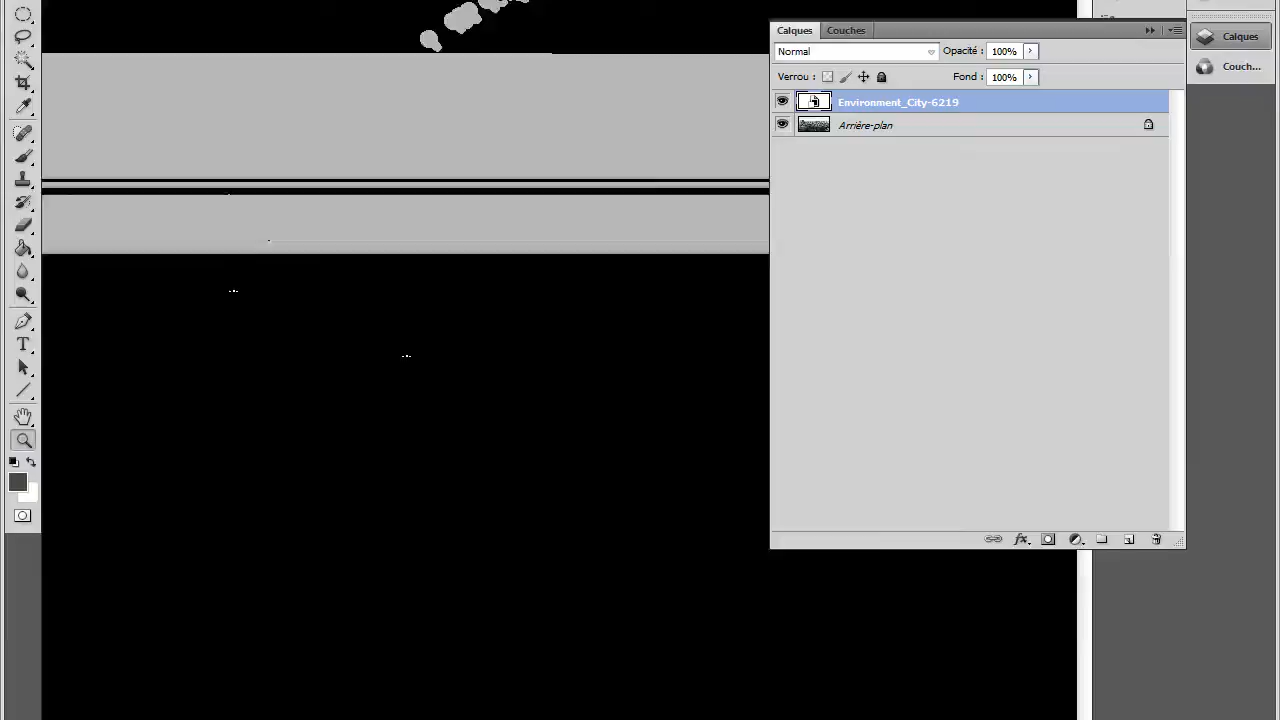 Calques Couches
Normal Opacité : 100%
Verrou : Fond : 100%
Environment_City-6219
Arrière-plan
Calques
Couch...